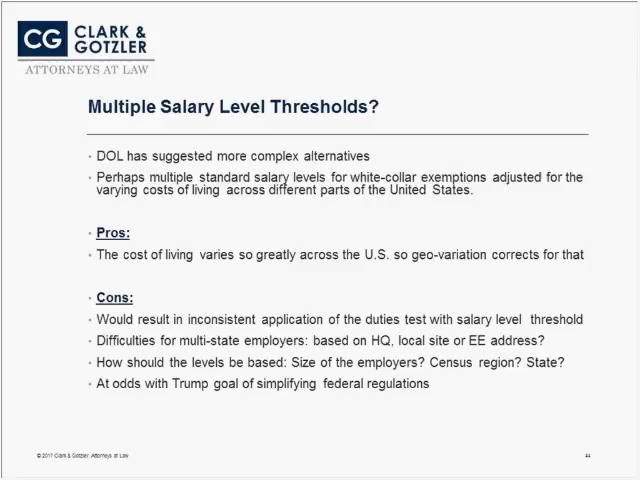 CG CLARK &
GOTZLER
ATTORNEYS AT LAW
Multiple Salary Level Thresholds?
• DOL has suggested more complex alternatives
• Perhaps multiple standard salary levels for white-collar exemptions adjusted for the
varying costs of living across different parts of the United States.
• Pros:
• The cost of living varies so greatly across the U.S. so geo-variation corrects for that
• Cons:
• Would result in inconsistent application of the duties test with salary level threshold
• Difficulties for multi-state employers: based on HQ, local site or EE address?
• How should the levels be based: Size of the employers? Census region? State?
• At odds with Trump goal of simplifying federal regulations
© 2017 Clark & Gotzler, Attorneys at Law
44